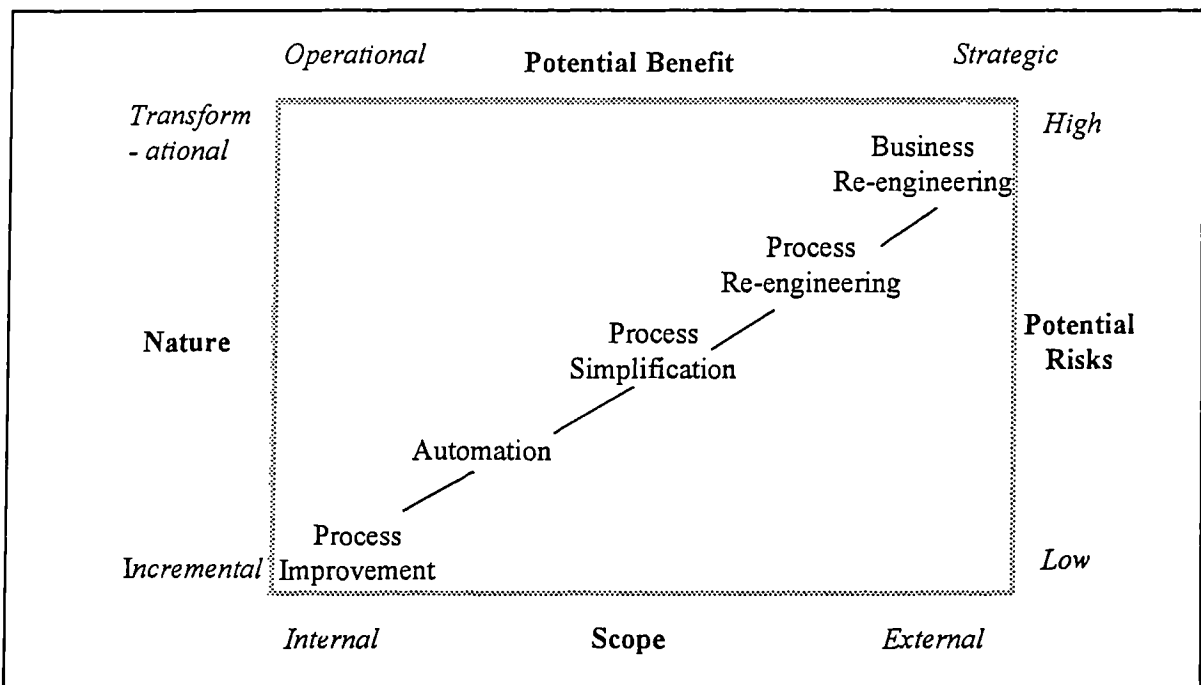 Operational Potential Benefit Strategic
Transform
- ational
High
Business
Re-engineering
Process
Re-engineering
Nature
Process
Simplification
Potential
Risks
Automation
Process
Improvement
Incremental
Low
Internal Scope External